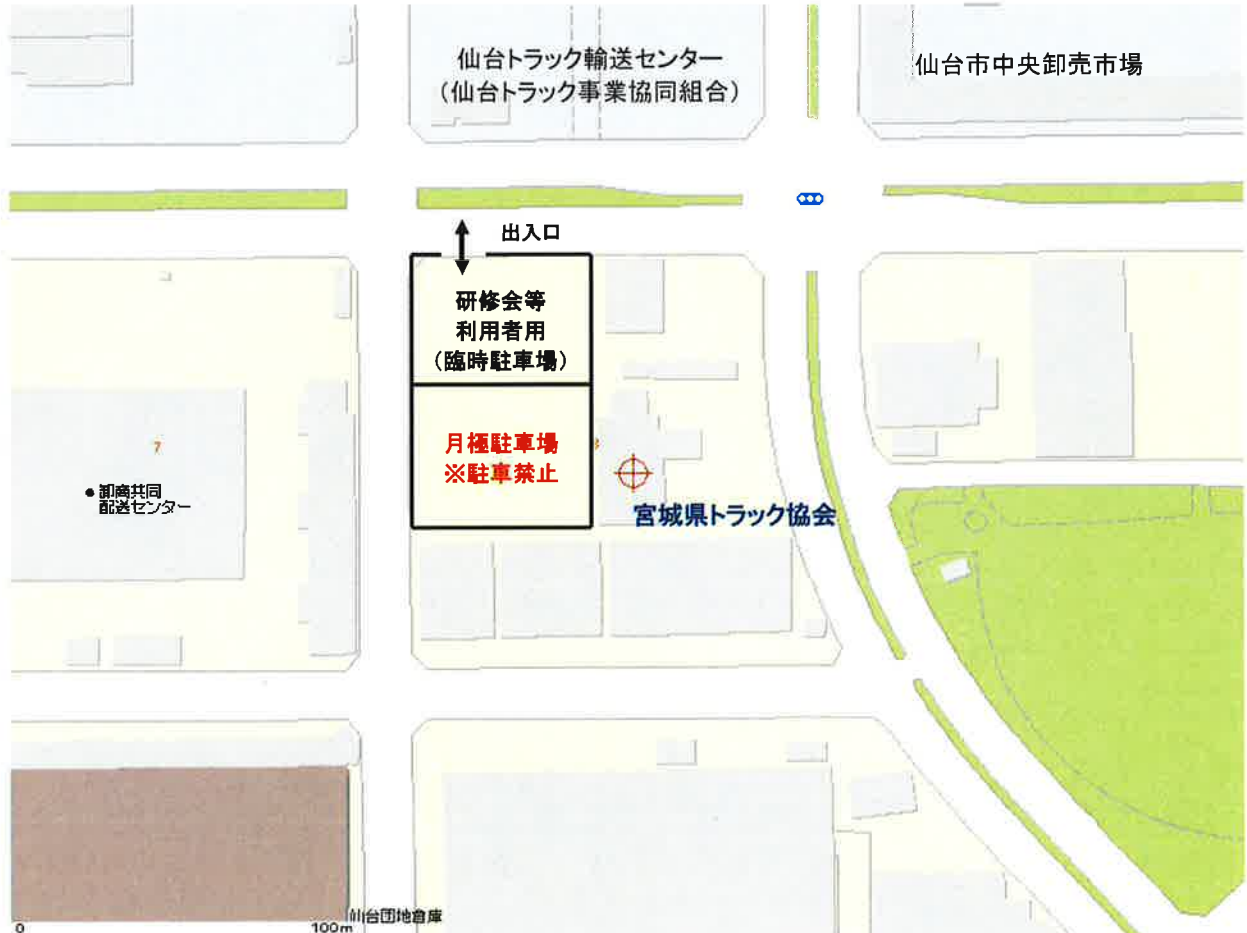 仙台トラック輸送センター
（仙台トラック事業協同組合）
仙台市中央卸売市場
出入口
研修会等
利用者用
（臨時駐車場）
月極駐車場
※駐車禁止
7
卸商共同
配送センター
宮城県トラック協会
仙台団地倉庫
0
100m